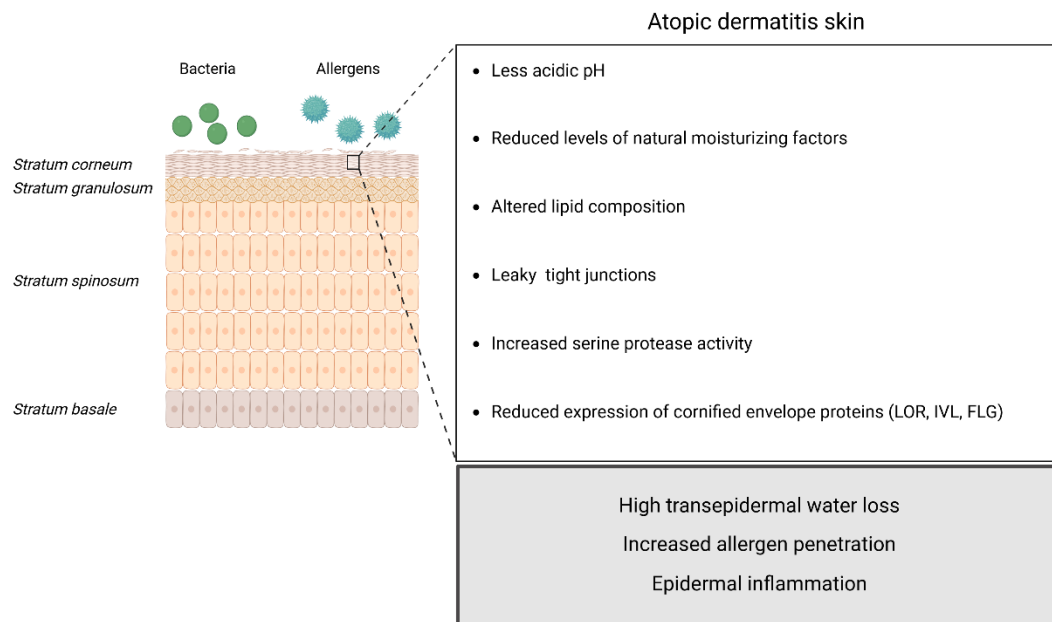 Atopic dermatitis skin
Bacteria
Allergens
Stratum corneum
Stratum granulosum
Stratum spinosum
Stratum basale
• Less acidic pH
• Reduced levels of natural moisturizing factors
• Altered lipid composition
• Leaky tight junctions
• Increased serine protease activity
• Reduced expression of cornified envelope proteins (LOR, IVL, FLG)
High transepidermal water loss
Increased allergen penetration
Epidermal inflammation